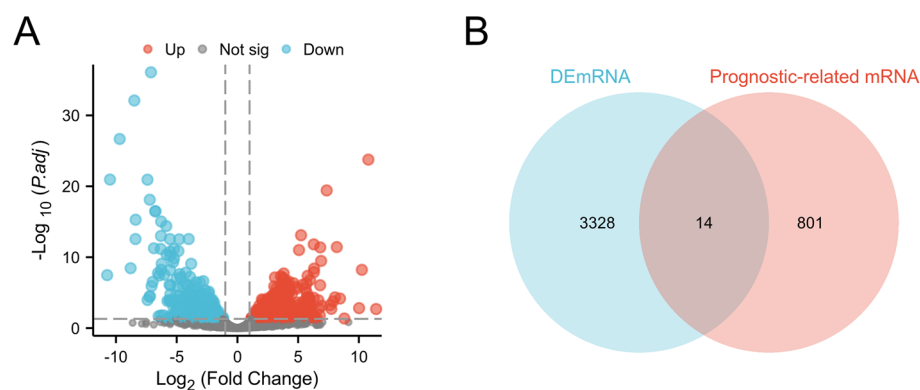 A
Up Not sig Down
-Log 10 (P.adj)
30
20
10
0
-10 -5 0 5 10
Log2 (Fold Change)
B
DEmRNA Prognostic-related mRNA
3328 14 801